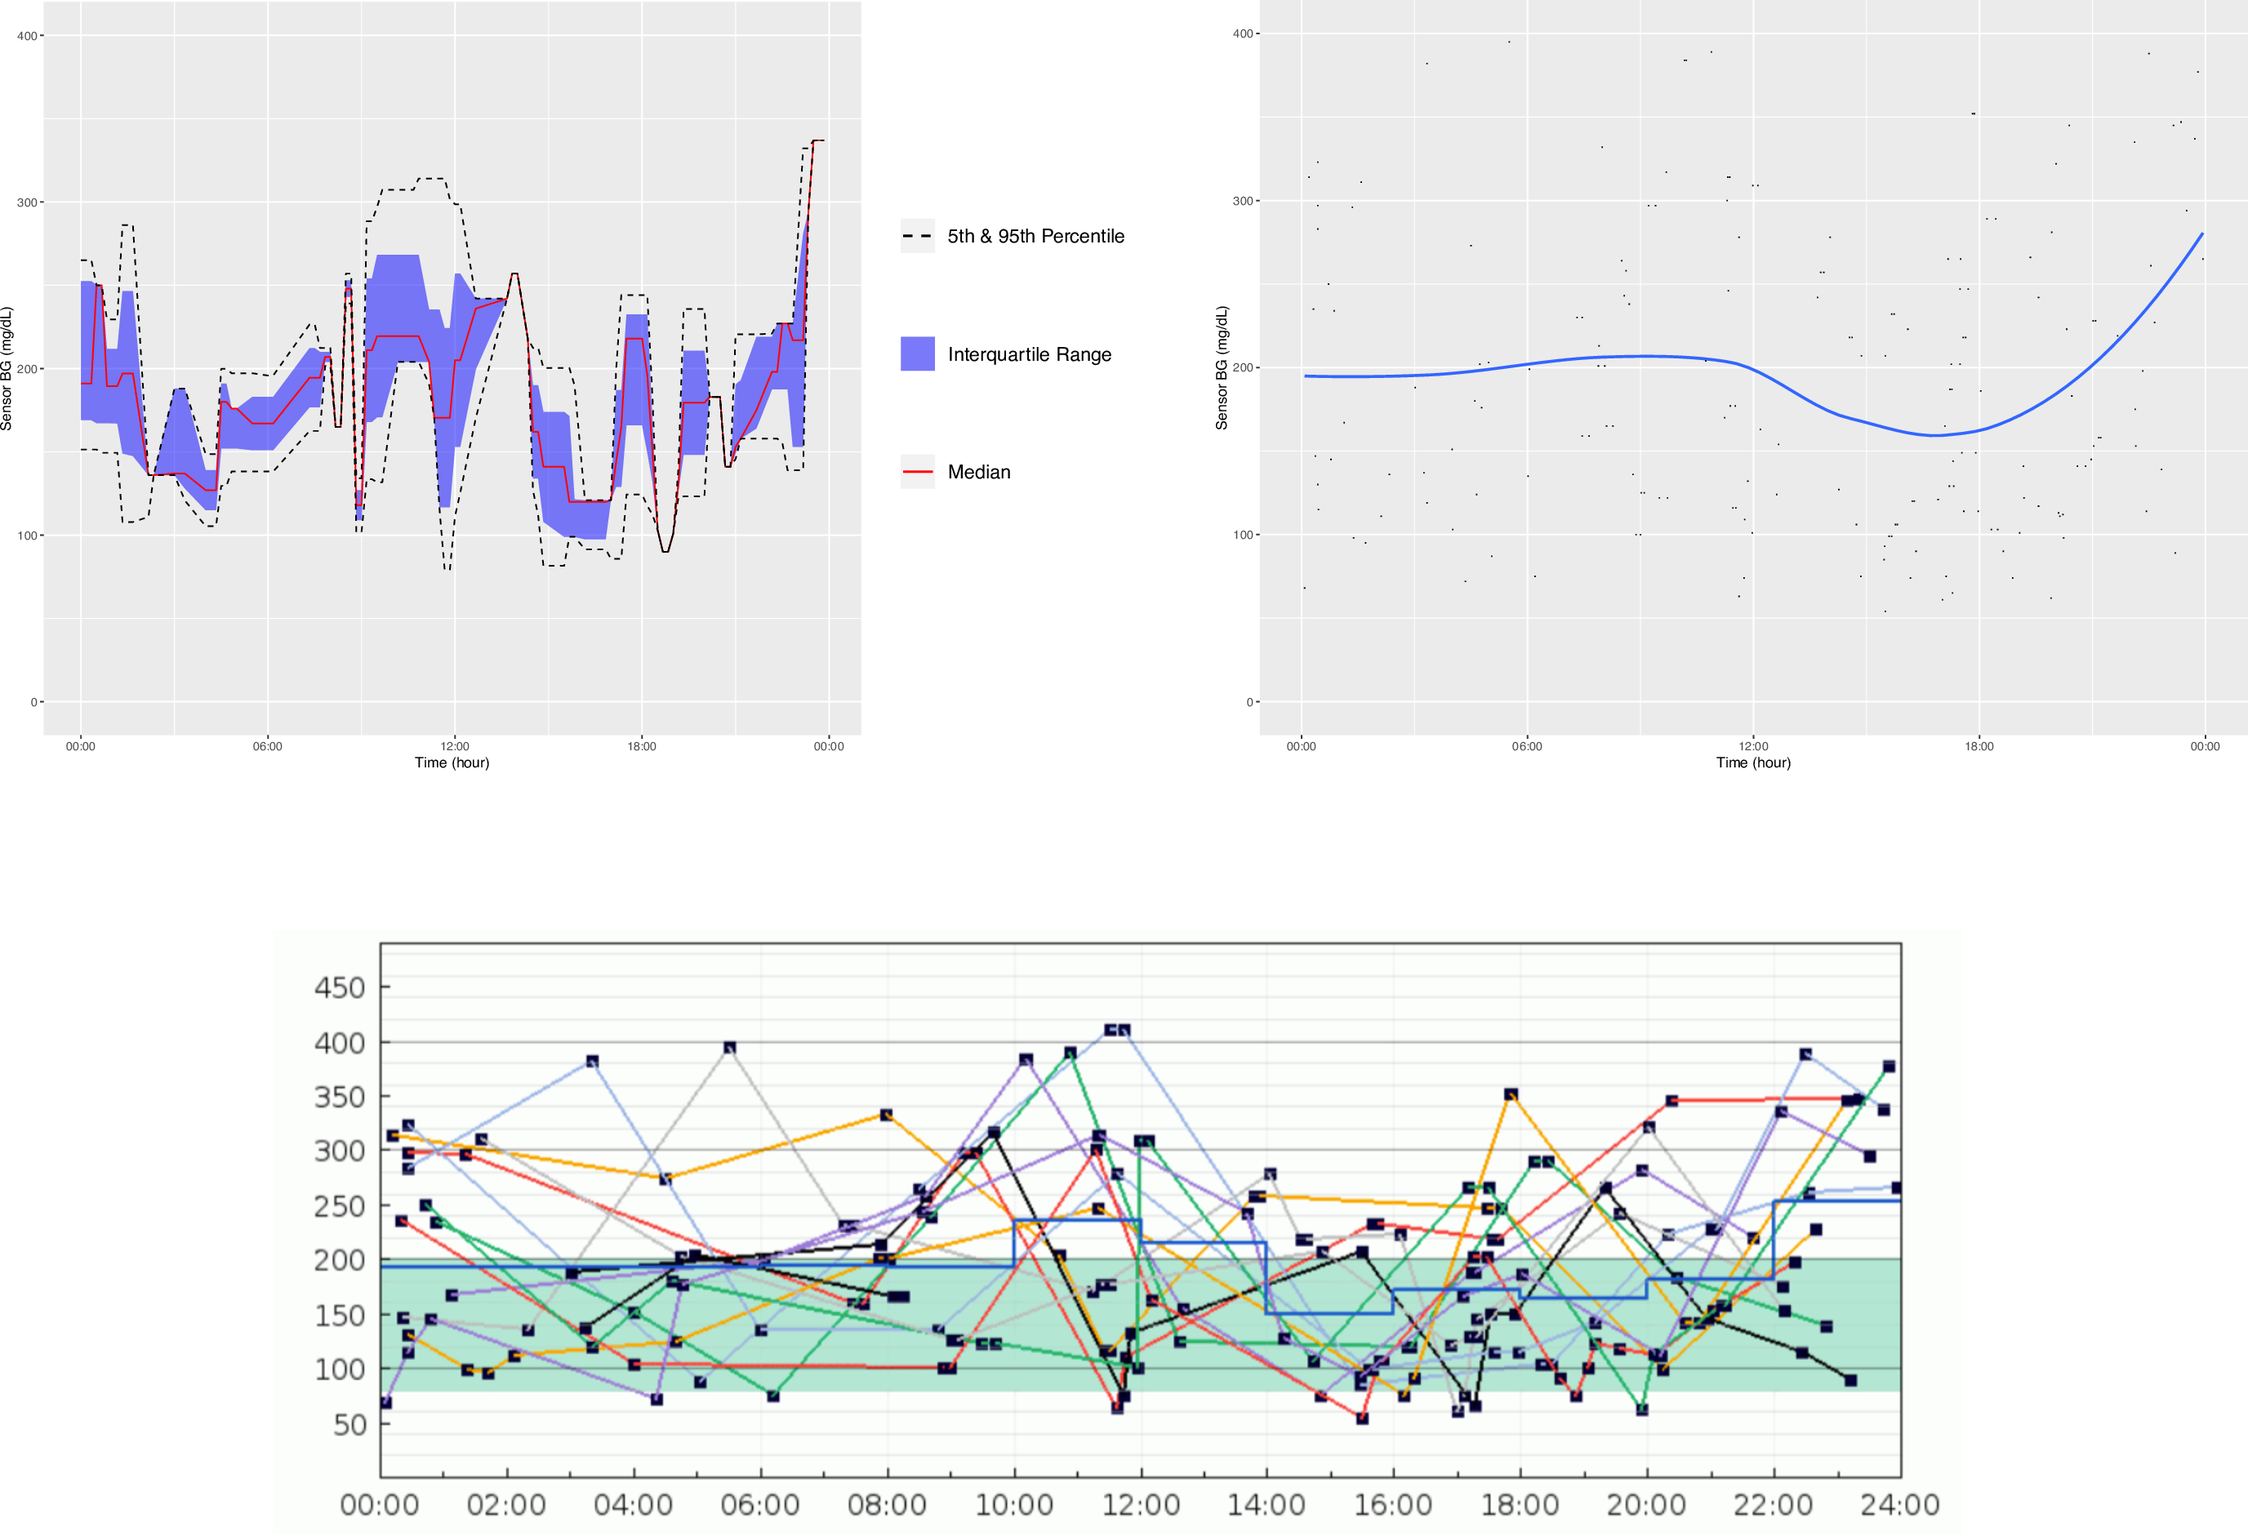 400
300
200
100
0
Sensor BG (mg/dL)
00:00 06:00 12:00 18:00 00:00
Time (hour)
5th & 95th Percentile
Interquartile Range
Median
400
300
200
100
0
Sensor BG (mg/dL)
00:00 06:00 12:00 18:00 00:00
Time (hour)
450
400
350
300
250
200
150
100
50
00:00 02:00 04:00 06:00 08:00 10:00 12:00 14:00 16:00 18:00 20:00 22:00 24:00